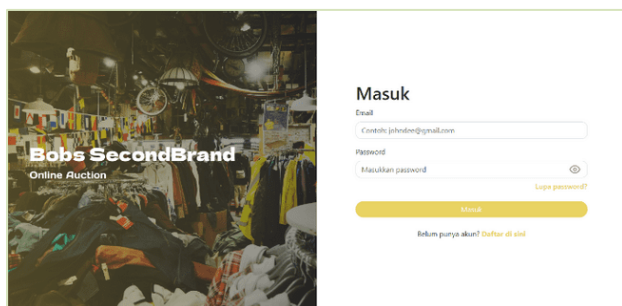 Bobs SecondBrand
Online Auction
Masuk
Email
Contoh: johndee@gmail.com
Password
Masukkan password
Lupa password?
Masuk
Belum punya akun? Daftar di sini